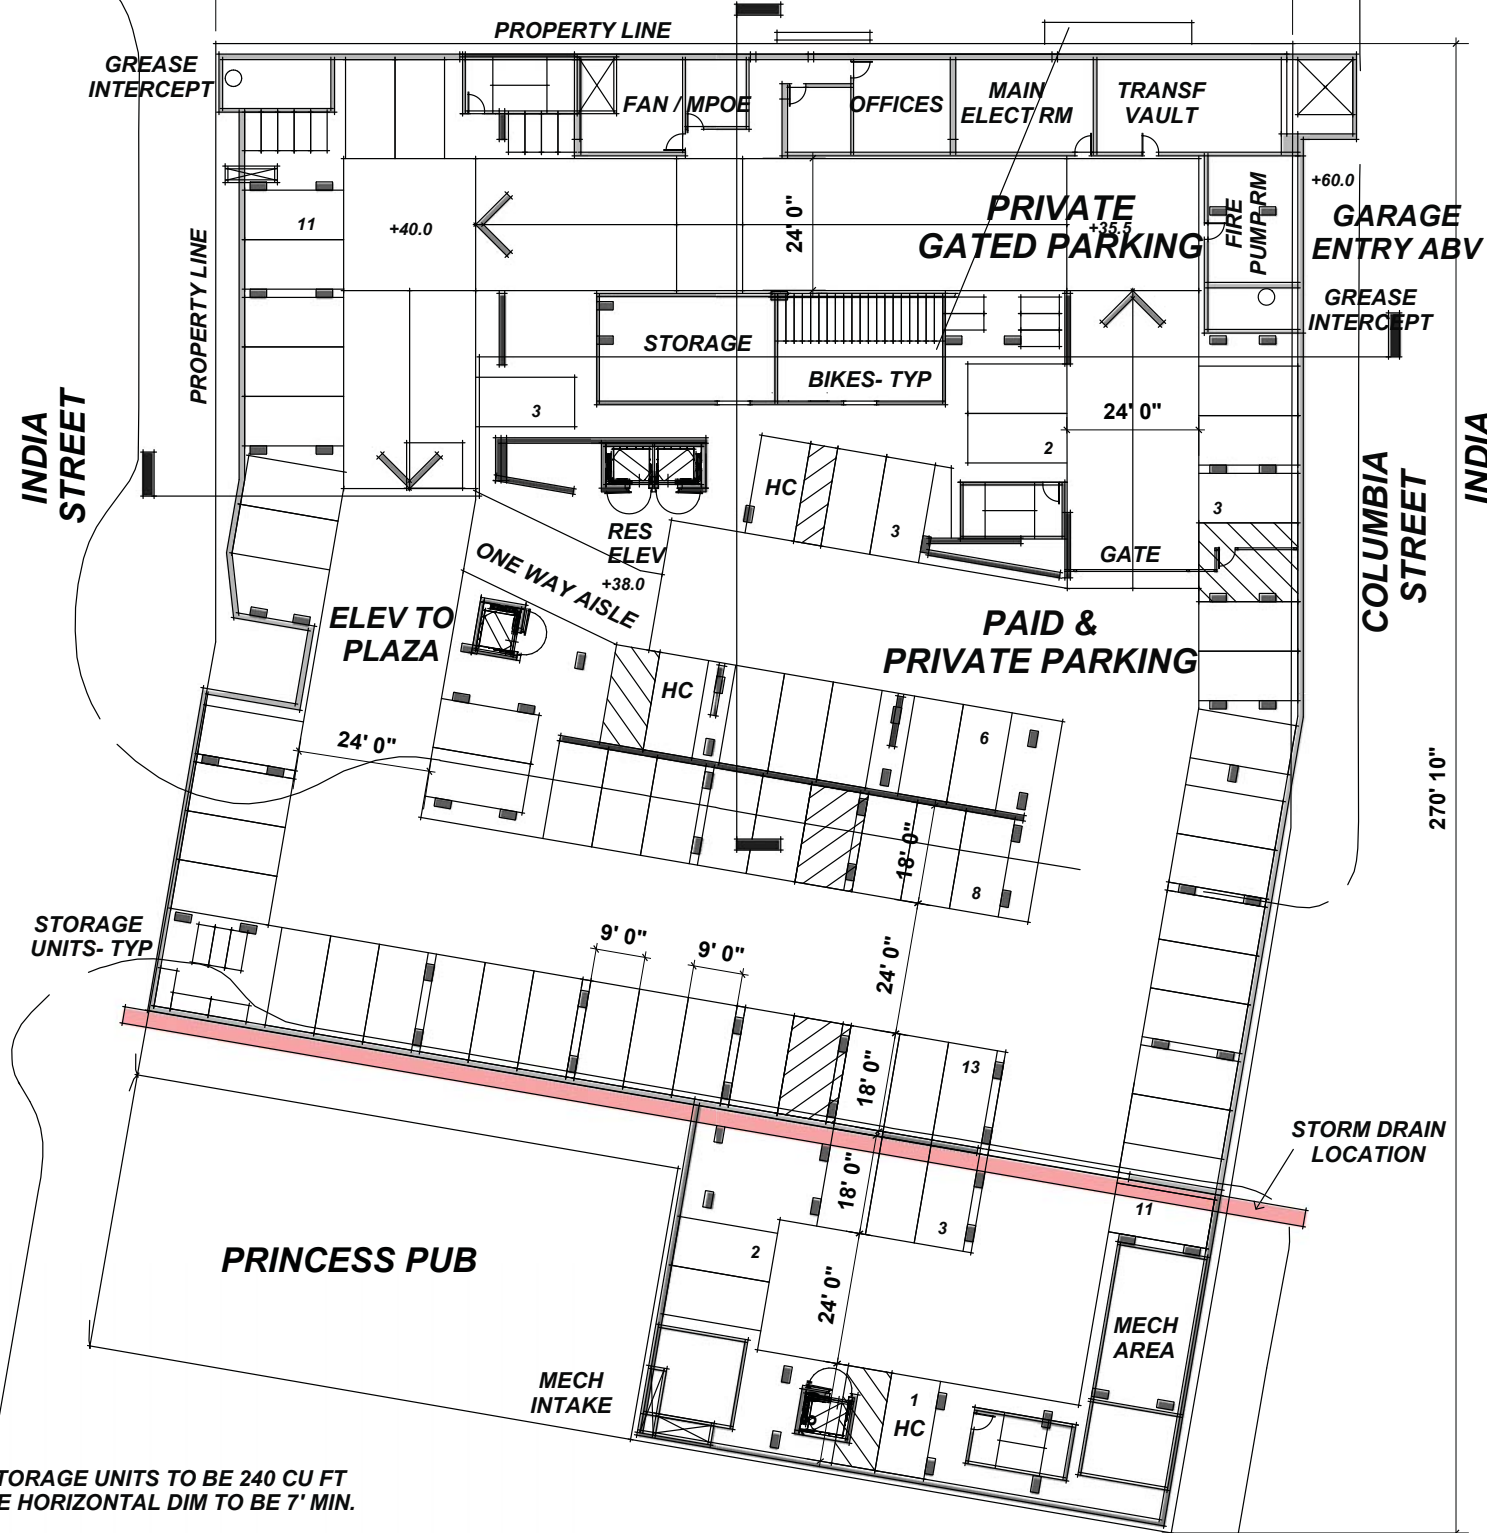 PROPERTY LINE
GREASE
INTERCEPT
FAN / MPOE
OFFICES
MAIN
ELECT RM
TRANSF
VAULT
+60.0
FIRE
PUMP RM
PRIVATE
GATED PARKING
+35.5
GARAGE
ENTRY ABV
11
+40.0
24' 0"
PROPERTY LINE
GREASE
INTERCEPT
STORAGE
BIKES- TYP
3
24' 0"
2
INDIA
STREET
INDIA
HC
3
3
COLUMBIA
STREET
RES
ELEV
GATE
ONE WAY AISLE
+38.0
ELEV TO
PLAZA
PAID &
PRIVATE PARKING
HC
6
24' 0"
270' 10"
18' 0"
8
STORAGE
UNITS- TYP
9' 0"
9' 0"
24' 0"
13
18' 0"
STORM DRAIN
LOCATION
18' 0"
11
3
2
PRINCESS PUB
24' 0"
MECH
AREA
MECH
INTAKE
1
HC
TORAGE UNITS TO BE 240 CU FT
E HORIZONTAL DIM TO BE 7' MIN.